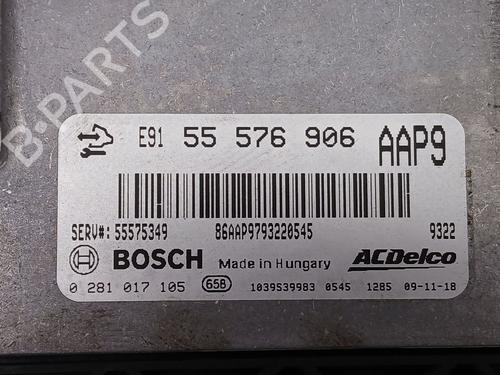 B-PARTS
E91 55 576 906 AAP9
SERV#: 55575349 86AAP9793220545 9322
BOSCH Made in Hungary ACDelco
0 281 017 105 65B 1039S39983 0545 1285 09-11-18